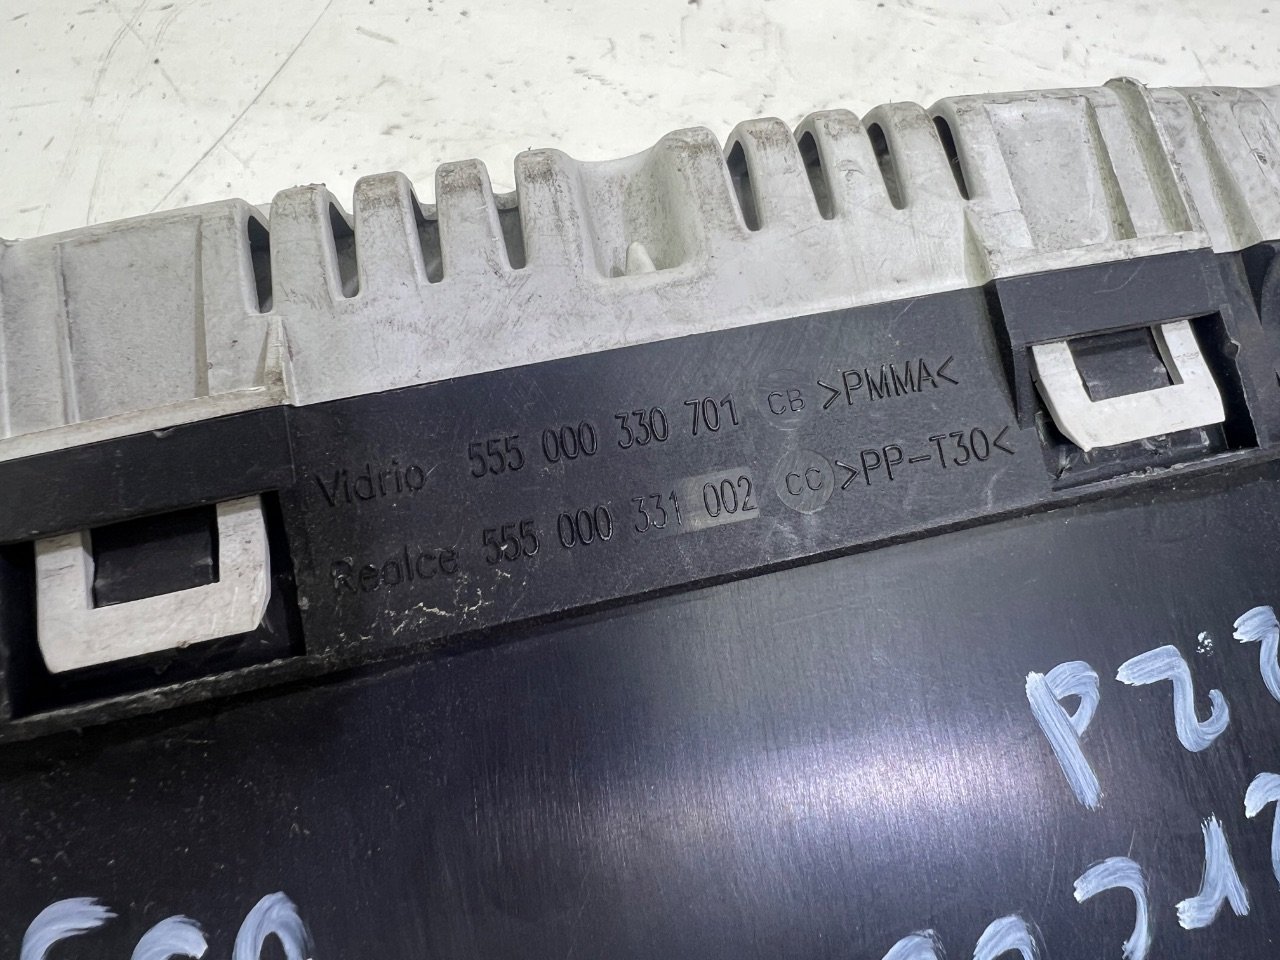 Vidrio 555 000 330 701 CB >PMMA<
Realce 555 000 331 002 CC >PP-T30<